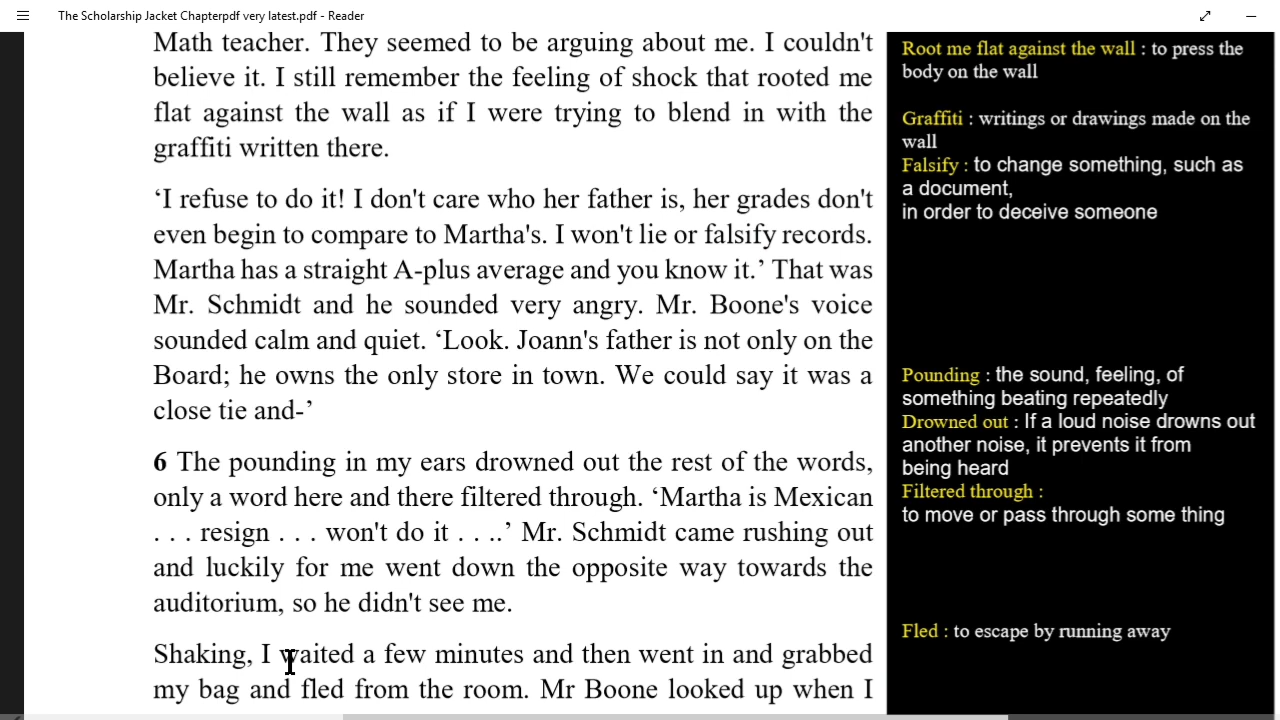 The Scholarship Jacket Chapterpdf very latest.pdf - Reader
Math teacher. They seemed to be arguing about me. I couldn't
believe it. I still remember the feeling of shock that rooted me
flat against the wall as if I were trying to blend in with the
graffiti written there.
‘I refuse to do it! I don't care who her father is, her grades don't
even begin to compare to Martha's. I won't lie or falsify records.
Martha has a straight A-plus average and you know it.’ That was
Mr. Schmidt and he sounded very angry. Mr. Boone's voice
sounded calm and quiet. ‘Look. Joann's father is not only on the
Board; he owns the only store in town. We could say it was a
close tie and-’
6 The pounding in my ears drowned out the rest of the words,
only a word here and there filtered through. ‘Martha is Mexican
. . . resign . . . won't do it . . ..’ Mr. Schmidt came rushing out
and luckily for me went down the opposite way towards the
auditorium, so he didn't see me.
Shaking, I waited a few minutes and then went in and grabbed
my bag and fled from the room. Mr Boone looked up when I
Root me flat against the wall : to press the
body on the wall
Graffiti : writings or drawings made on the
wall
Falsify : to change something, such as
a document,
in order to deceive someone
Pounding : the sound, feeling, of
something beating repeatedly
Drowned out : If a loud noise drowns out
another noise, it prevents it from
being heard
Filtered through :
to move or pass through some thing
Fled : to escape by running away